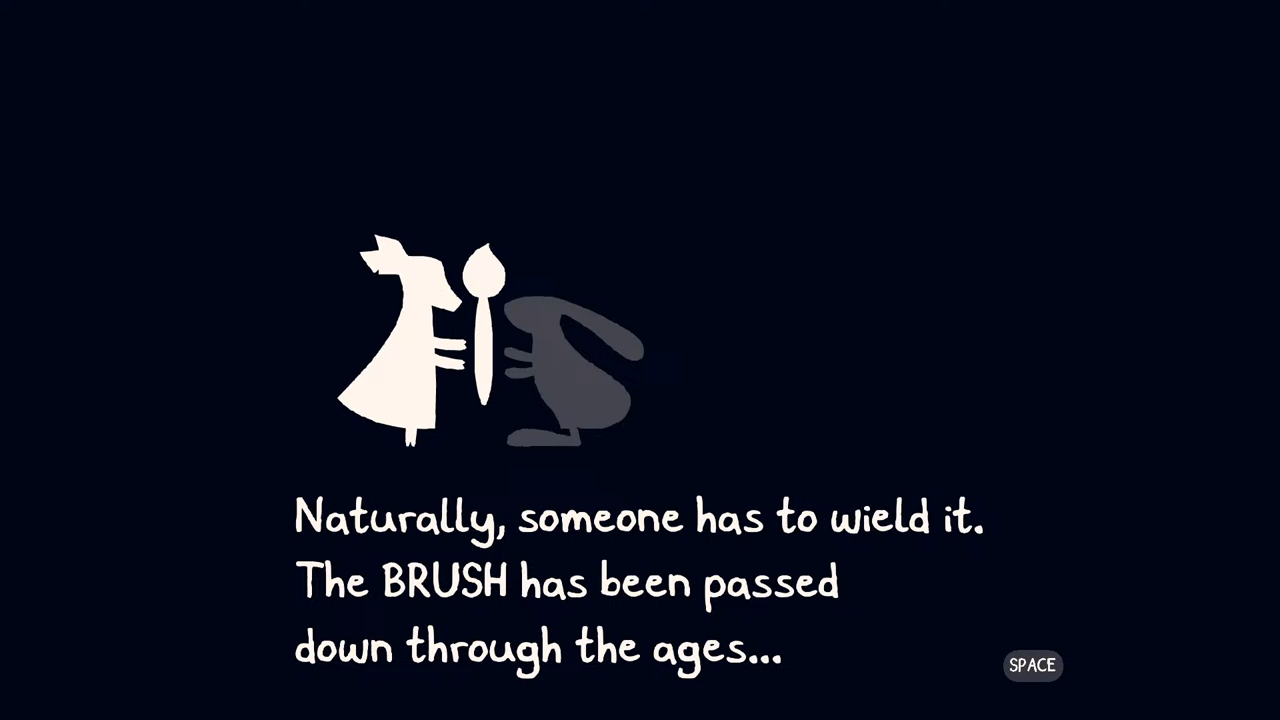 Naturally, someone has to wield it.
The BRUSH has been passed
down through the ages...
SPACE